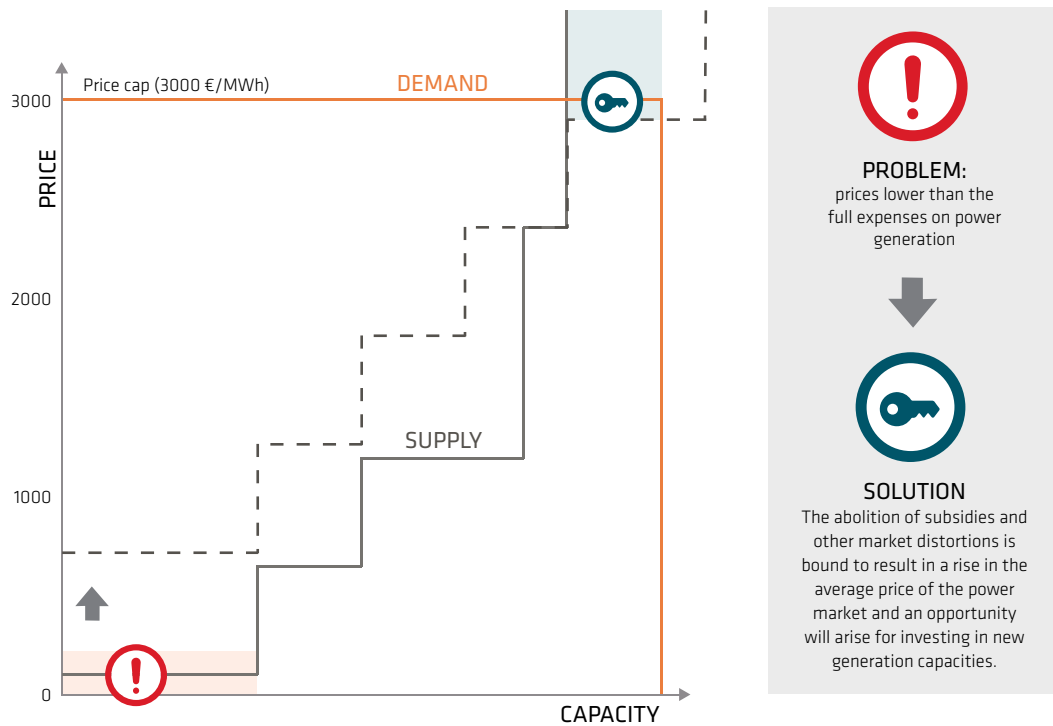 Price cap (3000 €/MWh)
DEMAND
3000
PRICE
2000
SUPPLY
1000
0
CAPACITY
PROBLEM:
prices lower than the
full expenses on power
generation
SOLUTION
The abolition of subsidies and
other market distortions is
bound to result in a rise in the
average price of the power
market and an opportunity
will arise for investing in new
generation capacities.